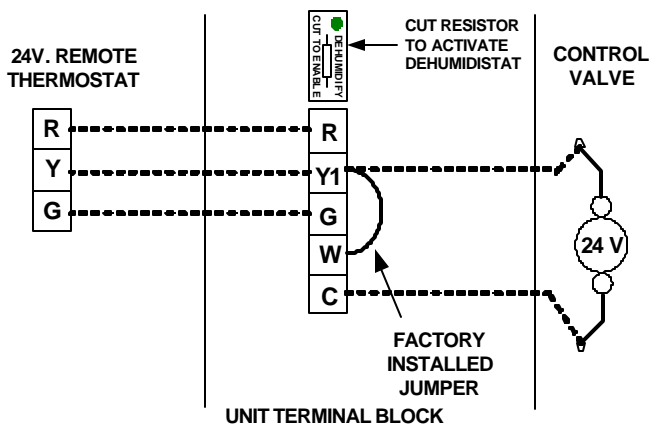 24V. REMOTE
THERMOSTAT
R
Y
G
DEHUMIDIFY
CUT TO ENABLE
CUT RESISTOR
TO ACTIVATE
DEHUMIDISTAT
R
Y1
G
W
C
CONTROL
VALVE
24 V
FACTORY
INSTALLED
JUMPER
UNIT TERMINAL BLOCK